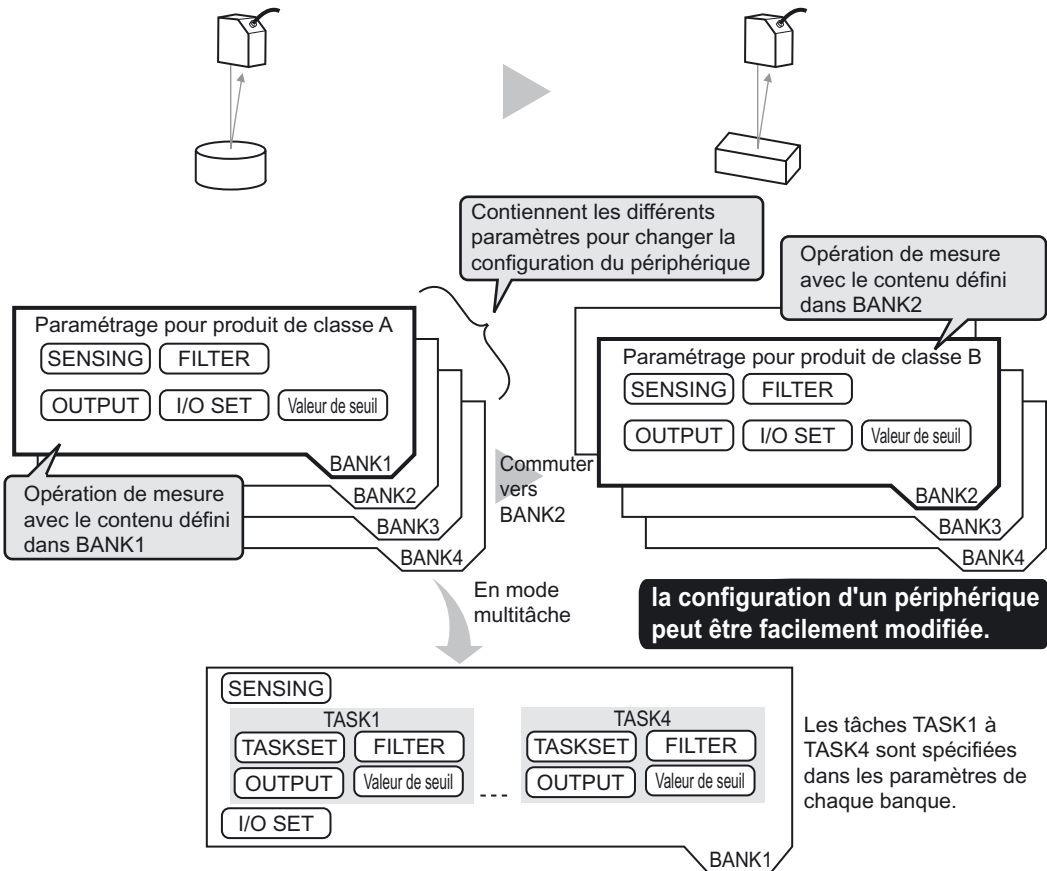 Contiennent les différents
paramètres pour changer la
configuration du périphérique
Opération de mesure
avec le contenu défini
dans BANK2
Paramétrage pour produit de classe A
SENSING FILTER
OUTPUT I/O SET Valeur de seuil
BANK1
BANK2
BANK3
BANK4
Opération de mesure
avec le contenu défini
dans BANK1
Commuter
vers
BANK2
Paramétrage pour produit de classe B
SENSING FILTER
OUTPUT I/O SET Valeur de seuil
BANK2
BANK3
BANK4
En mode
multitâche
la configuration d'un périphérique
peut être facilement modifiée.
SENSING
TASK1
TASKSET FILTER
OUTPUT Valeur de seuil
TASK4
TASKSET FILTER
OUTPUT Valeur de seuil
I/O SET
BANK1
Les tâches TASK1 à
TASK4 sont spécifiées
dans les paramètres de
chaque banque.